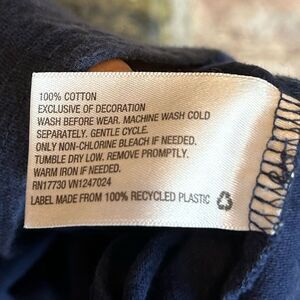 100% COTTON
EXCLUSIVE OF DECORATION
WASH BEFORE WEAR. MACHINE WASH COLD
SEPARATELY. GENTLE CYCLE.
ONLY NON-CHLORINE BLEACH IF NEEDED.
TUMBLE DRY LOW. REMOVE PROMPTLY.
WARM IRON IF NEEDED.
RN17730 VN1247024
LABEL MADE FROM 100% RECYCLED PLASTIC